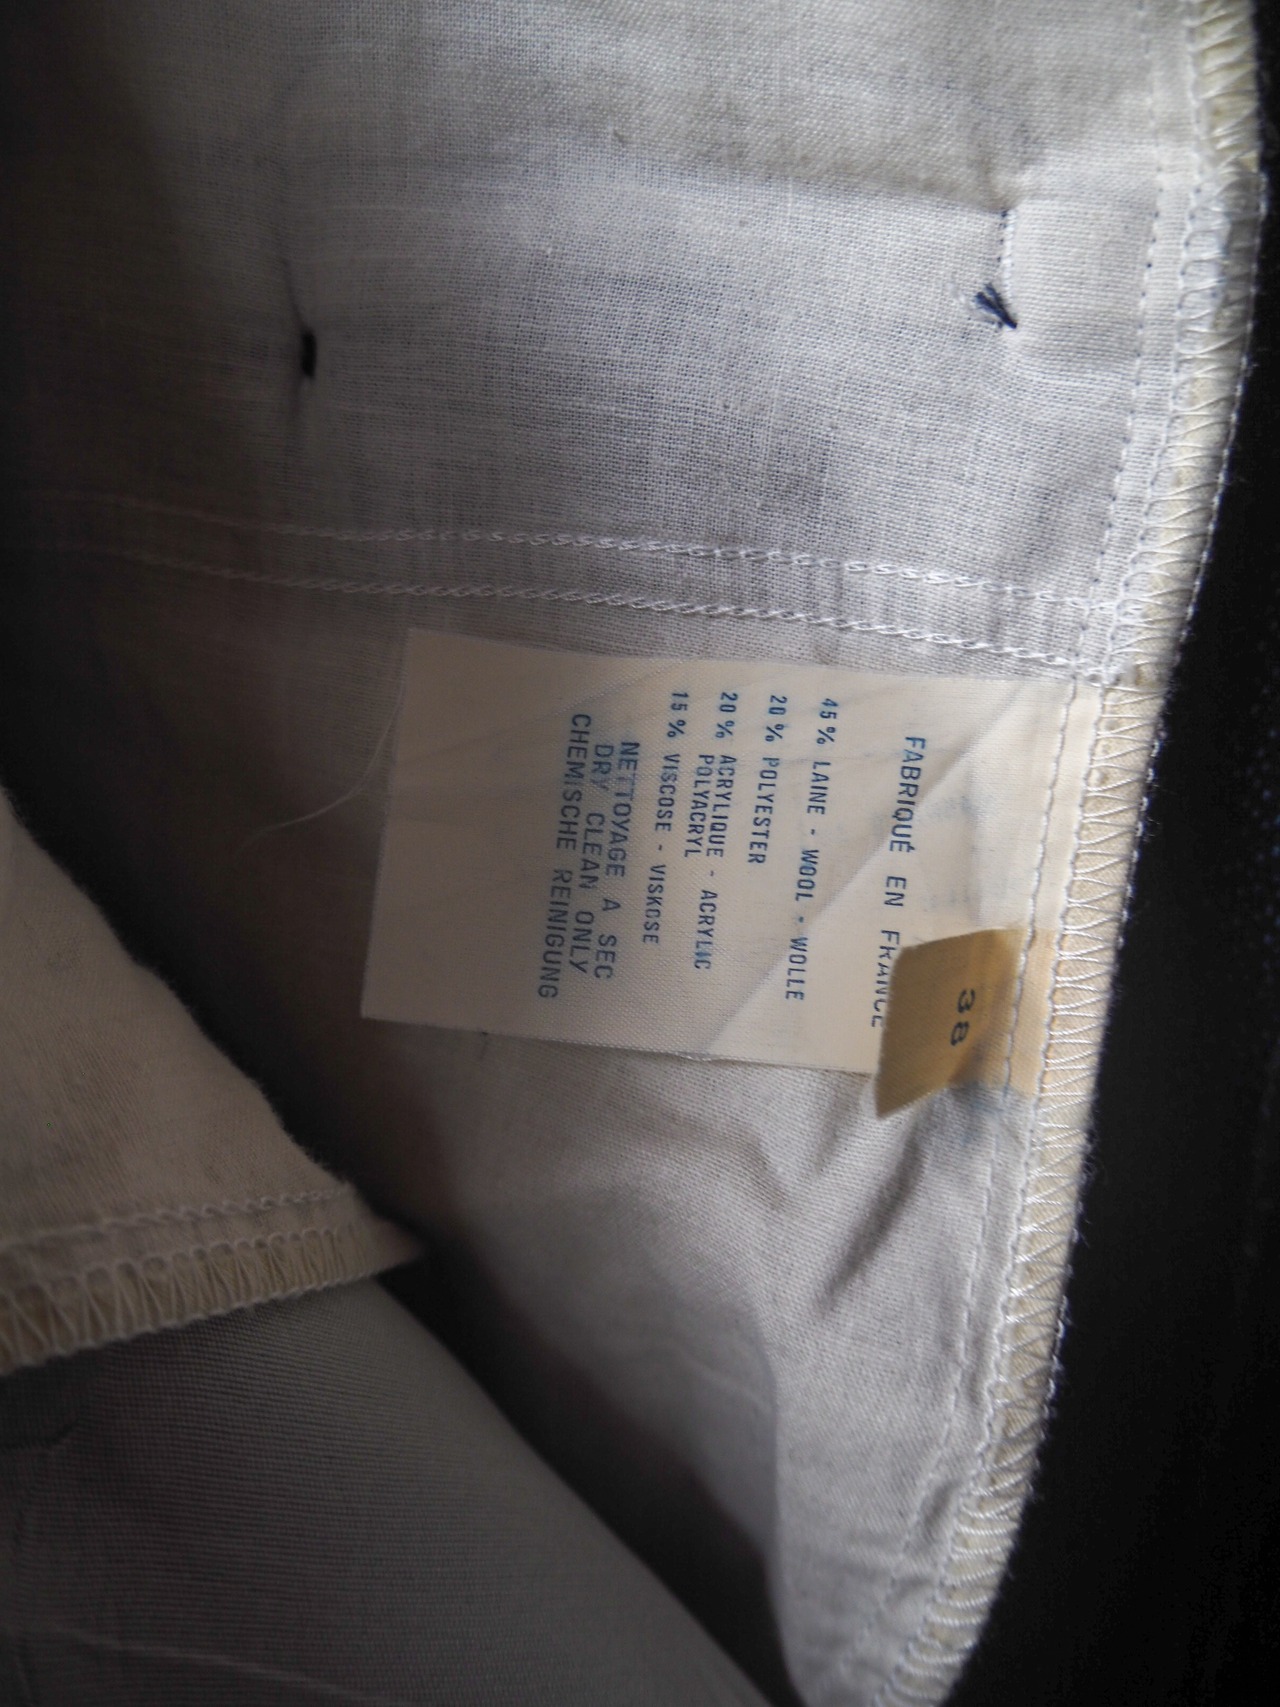 38
FABRIQUÉ EN FRANCE
45% LAINE - WOOL - WOLLE
20% POLYESTER
20% ACRYLIQUE - ACRYLIC
POLYACRYL
15% VISCOSE - VISKOSE
NETTOYAGE A SEC
DRY CLEAN ONLY
CHEMISCHE REINIGUNG